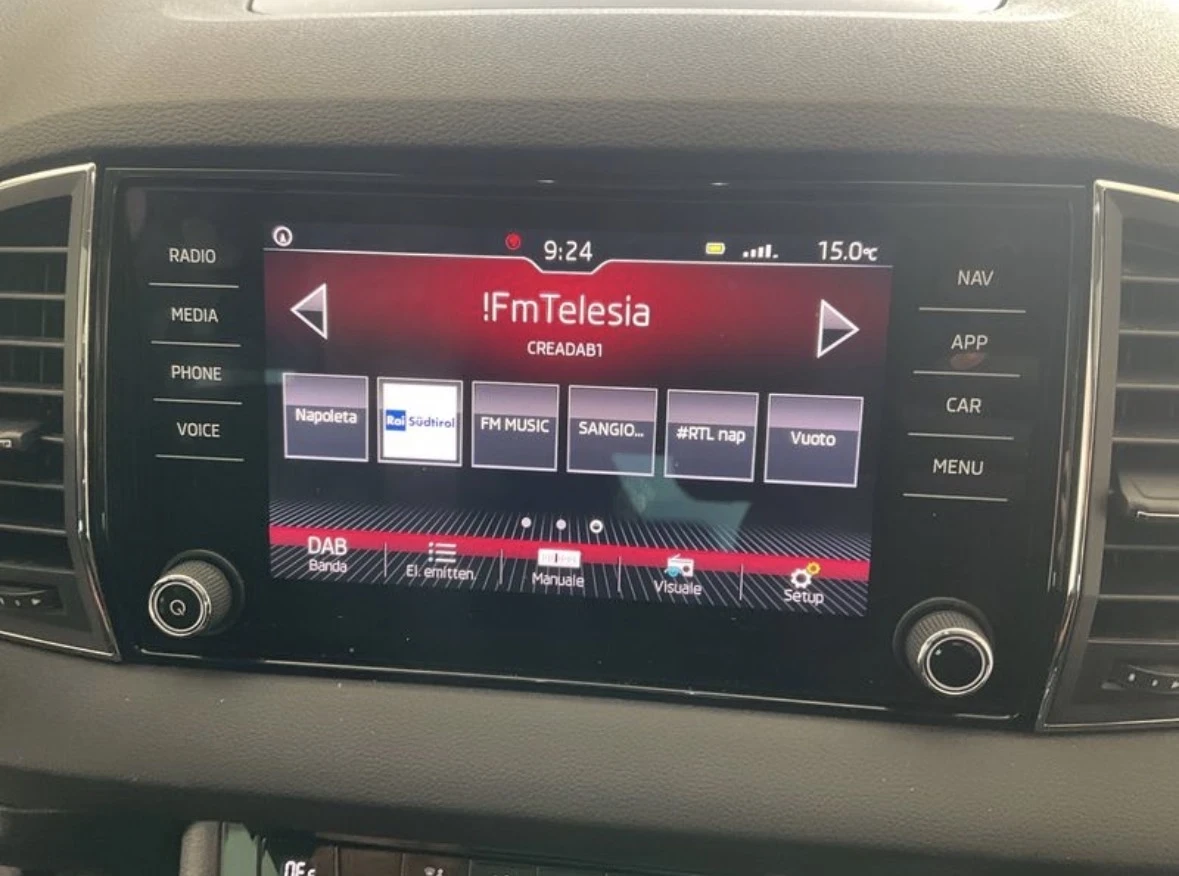 9:24
15.0°C
RADIO
MEDIA
PHONE
VOICE
!FmTelesia
CREADAB1
Napoleta
Rai Südtirol
FM MUSIC
SANGIO...
#RTL nap
Vuoto
DAB
Banda
El. emitten.
Manuale
Visuale
Setup
NAV
APP
CAR
MENU